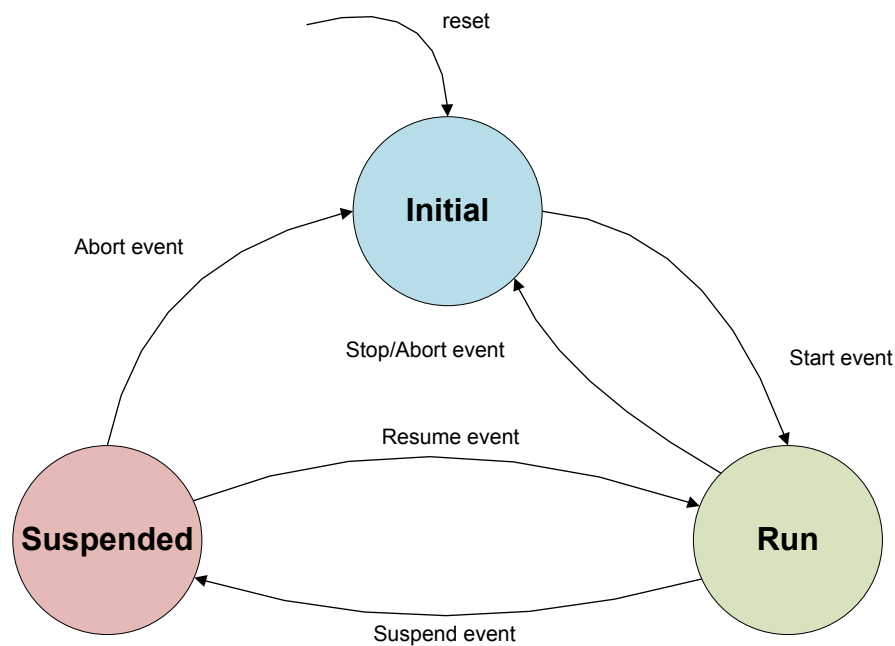 reset
Initial
Abort event
Stop/Abort event
Start event
Resume event
Suspended
Run
Suspend event